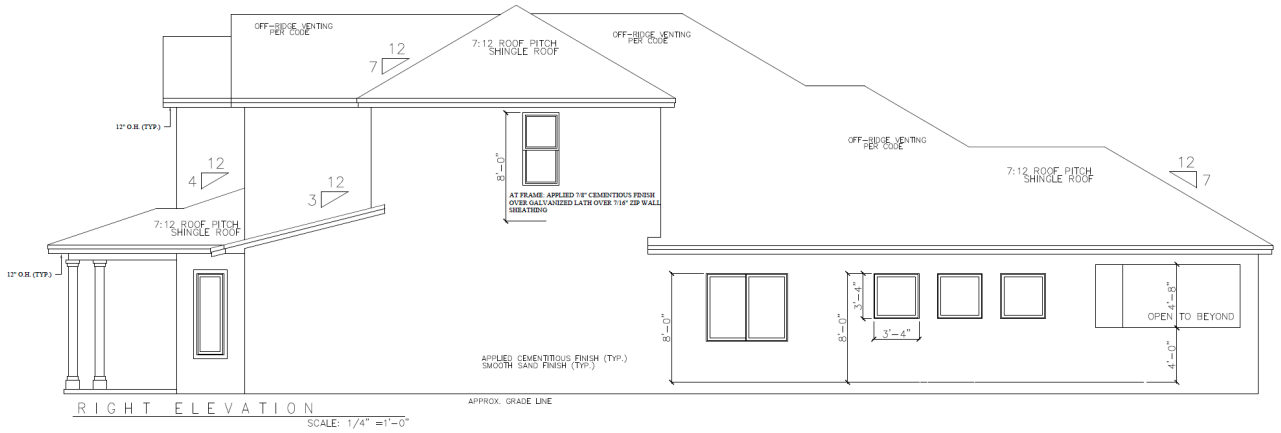 OFF-RIDGE VENTING
PER CODE
7:12 ROOF PITCH
SHINGLE ROOF
OFF-RIDGE VENTING
PER CODE
12
7
12" O.H. (TYP.)
8'-0"
OFF-RIDGE VENTING
PER CODE
12
4
12
3
7:12 ROOF PITCH
SHINGLE ROOF
12
7
AT FRAME: APPLIED 7/8" CEMENTIOUS FINISH
OVER GALVANIZED LATH OVER 7/16" ZIP WALL
SHEATHING
7:12 ROOF PITCH
SHINGLE ROOF
12" O.H. (TYP.)
8'-0"
8'-0"
3'-4"
3'-4"
4'-8"
OPEN TO BEYOND
4'-0"
APPLIED CEMENTITIOUS FINISH (TYP.)
SMOOTH SAND FINISH (TYP.)
APPROX. GRADE LINE
RIGHT ELEVATION
SCALE: 1/4" =1'-0"